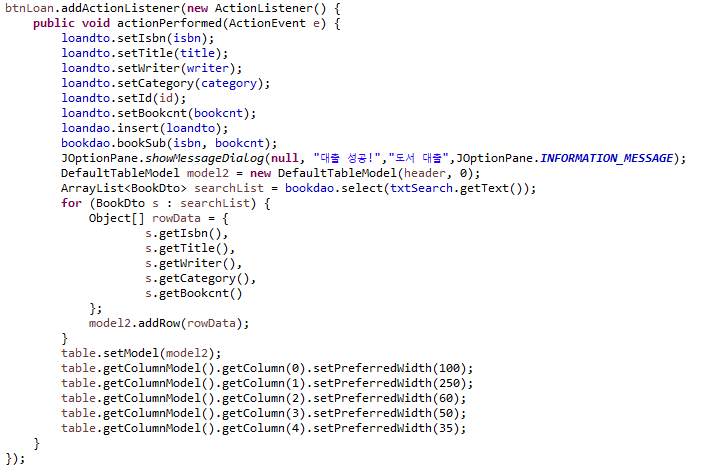 btnLoan.addActionListener(new ActionListener() {
    public void actionPerformed(ActionEvent e) {
        loandto.setIsbn(isbn);
        loandto.setTitle(title);
        loandto.setWriter(writer);
        loandto.setCategory(category);
        loandto.setId(id);
        loandto.setBookcnt(bookcnt);
        loandao.insert(loandto);
        bookdao.bookSub(isbn, bookcnt);
        JOptionPane.showMessageDialog(null, "대출 성공!","도서 대출",JOptionPane.INFORMATION_MESSAGE);
        DefaultTableModel model2 = new DefaultTableModel(header, 0);
        ArrayList<BookDto> searchList = bookdao.select(txtSearch.getText());
        for (BookDto s : searchList) {
            Object[] rowData = {
                    s.getIsbn(),
                    s.getTitle(),
                    s.getWriter(),
                    s.getCategory(),
                    s.getBookcnt()
            };
            model2.addRow(rowData);
        }
        table.setModel(model2);
        table.getColumnModel().getColumn(0).setPreferredWidth(100);
        table.getColumnModel().getColumn(1).setPreferredWidth(250);
        table.getColumnModel().getColumn(2).setPreferredWidth(60);
        table.getColumnModel().getColumn(3).setPreferredWidth(50);
        table.getColumnModel().getColumn(4).setPreferredWidth(35);
    }
});